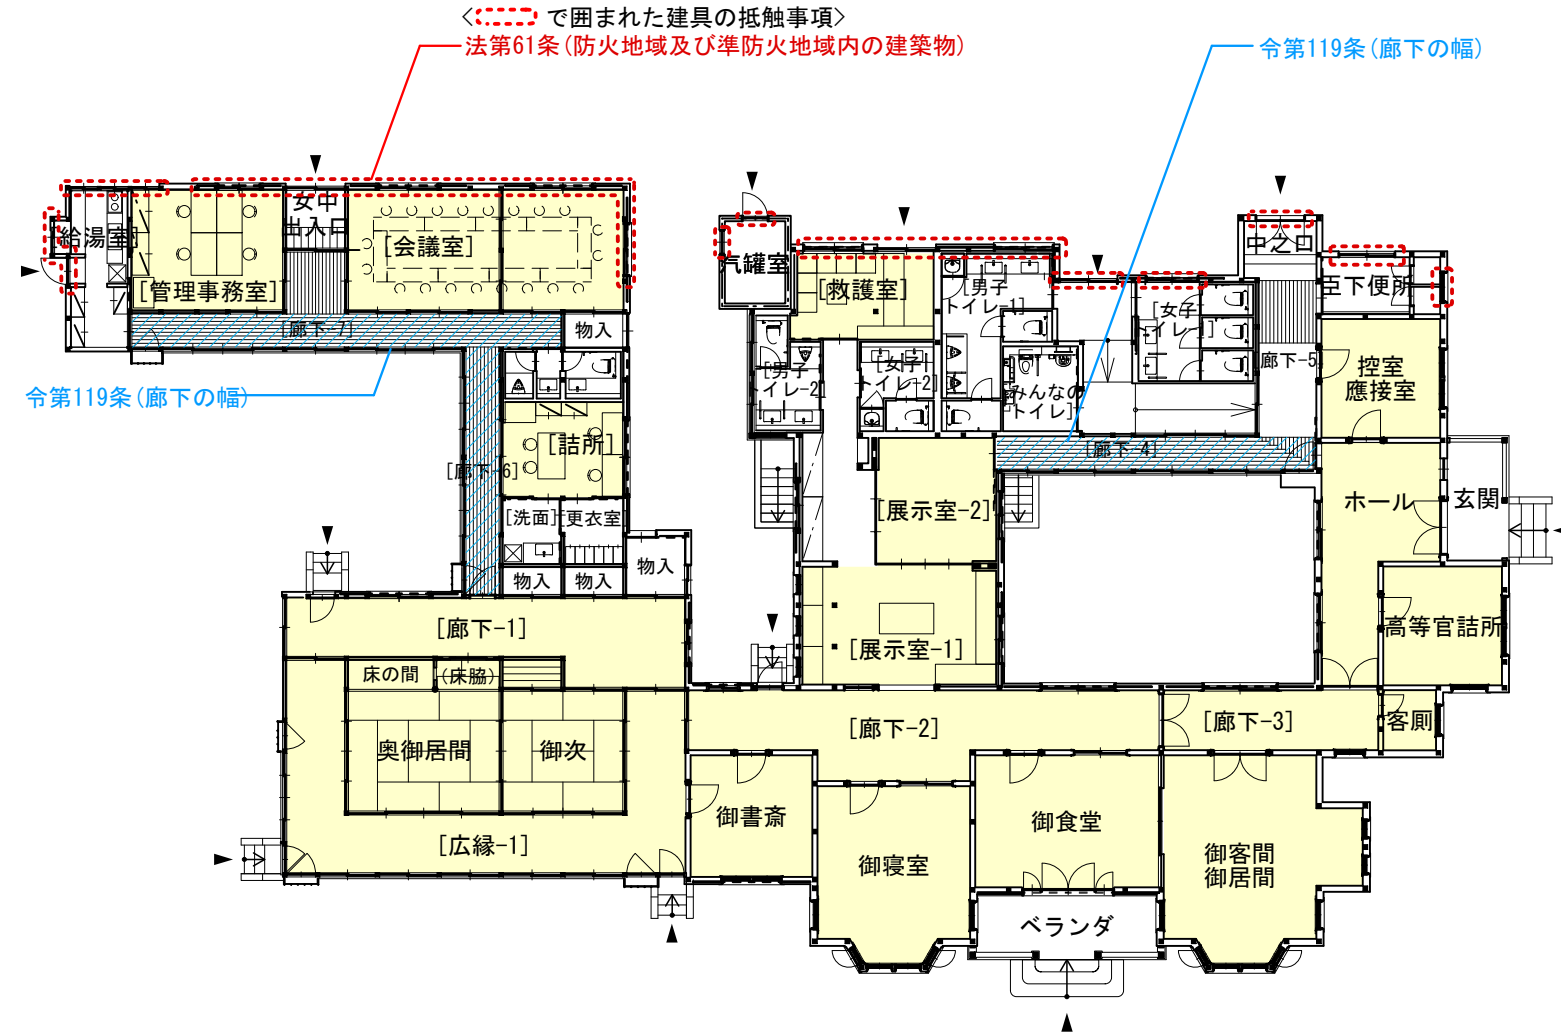 < で囲まれた建具の抵触事項>
法第61条(防火地域及び準防火地域内の建築物)
令第119条(廊下の幅)
女中
出入口
[給湯室]
[管理事務室]
[会議室]
[廊下-7]
物入
令第119条(廊下の幅)
[廊下-6]
[詰所]
[洗面]
更衣室
物入
物入
物入
汽罐室
[救護室]
[男子
トイレ-1]
[女子
トイレ-1]
中之口
臣下便所
[男子
トイレ-2]
[女子
トイレ-2]
[みんなの
トイレ]
廊下-5
控室
應接室
[廊下-4]
[展示室-2]
ホール
玄関
[展示室-1]
高等官詰所
[廊下-1]
床の間
(床脇)
奥御居間
御次
[広縁-1]
[廊下-2]
[廊下-3]
客厠
御書斎
御寝室
御食堂
御客間
御居間
ベランダ